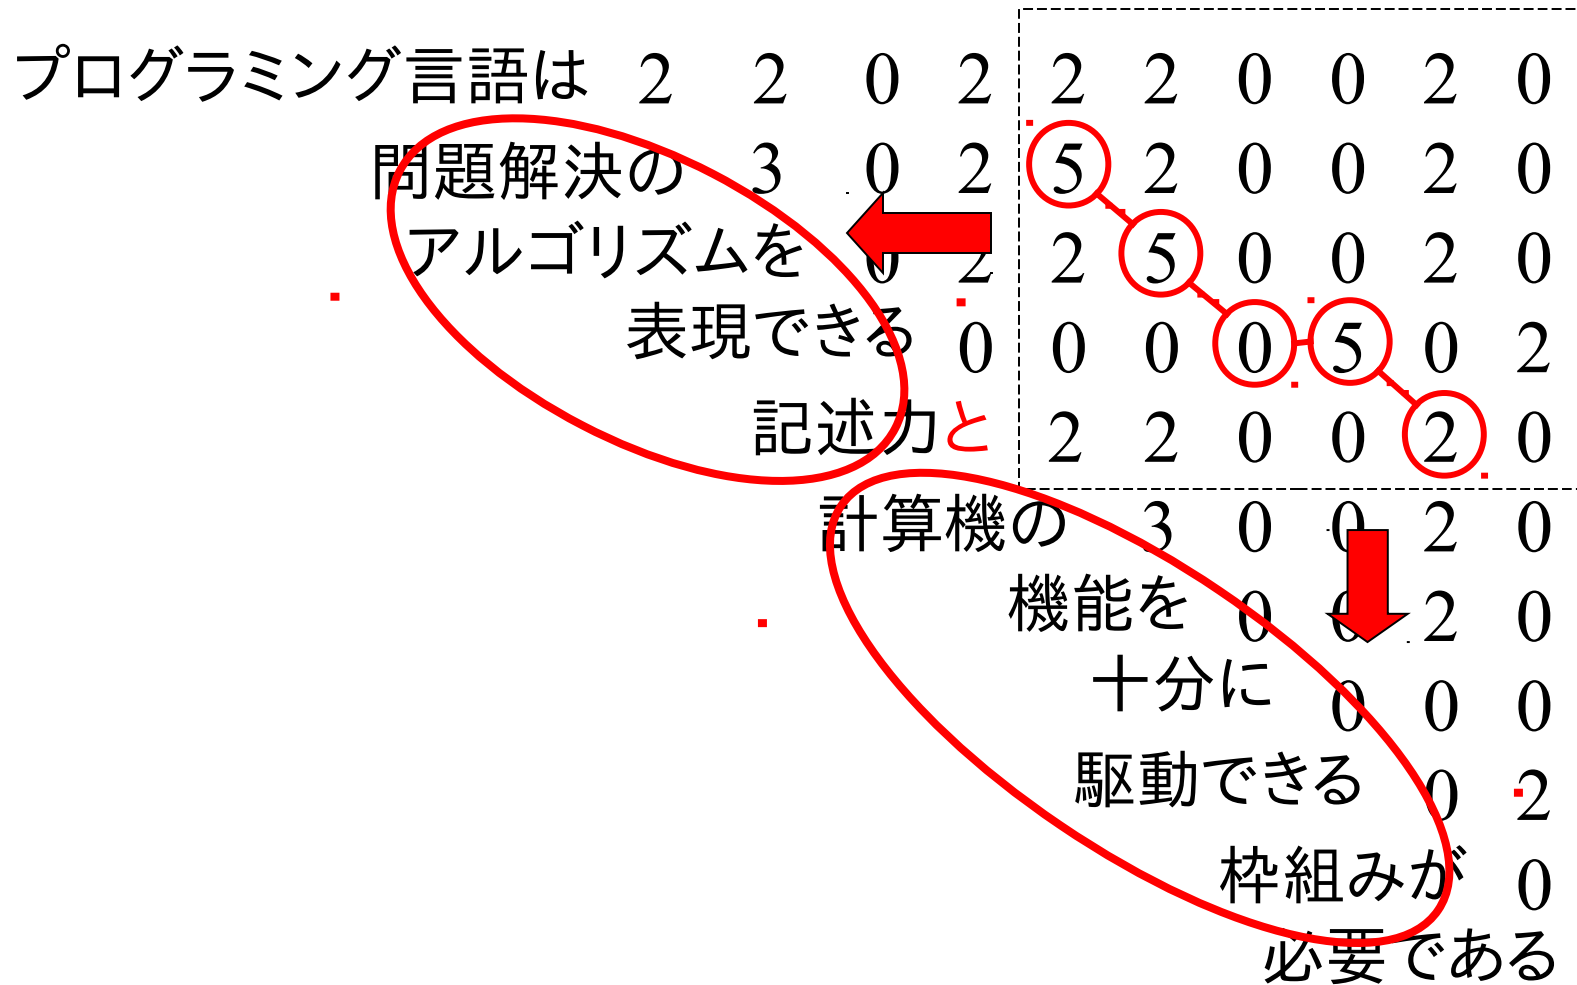 プログラミング言語は 2 2 0 2 2 2 0 0 2 0
問題解決の 3 0 2 5 2 0 0 2 0
アルゴリズムを 0 2 2 5 0 0 2 0
表現できる 0 0 0 0 5 0 2
記述力と 2 2 0 0 2 0
計算機の 3 0 0 2 0
機能を 0 0 2 0
十分に 0 0 0
駆動できる 0 2
枠組みが 0
必要である